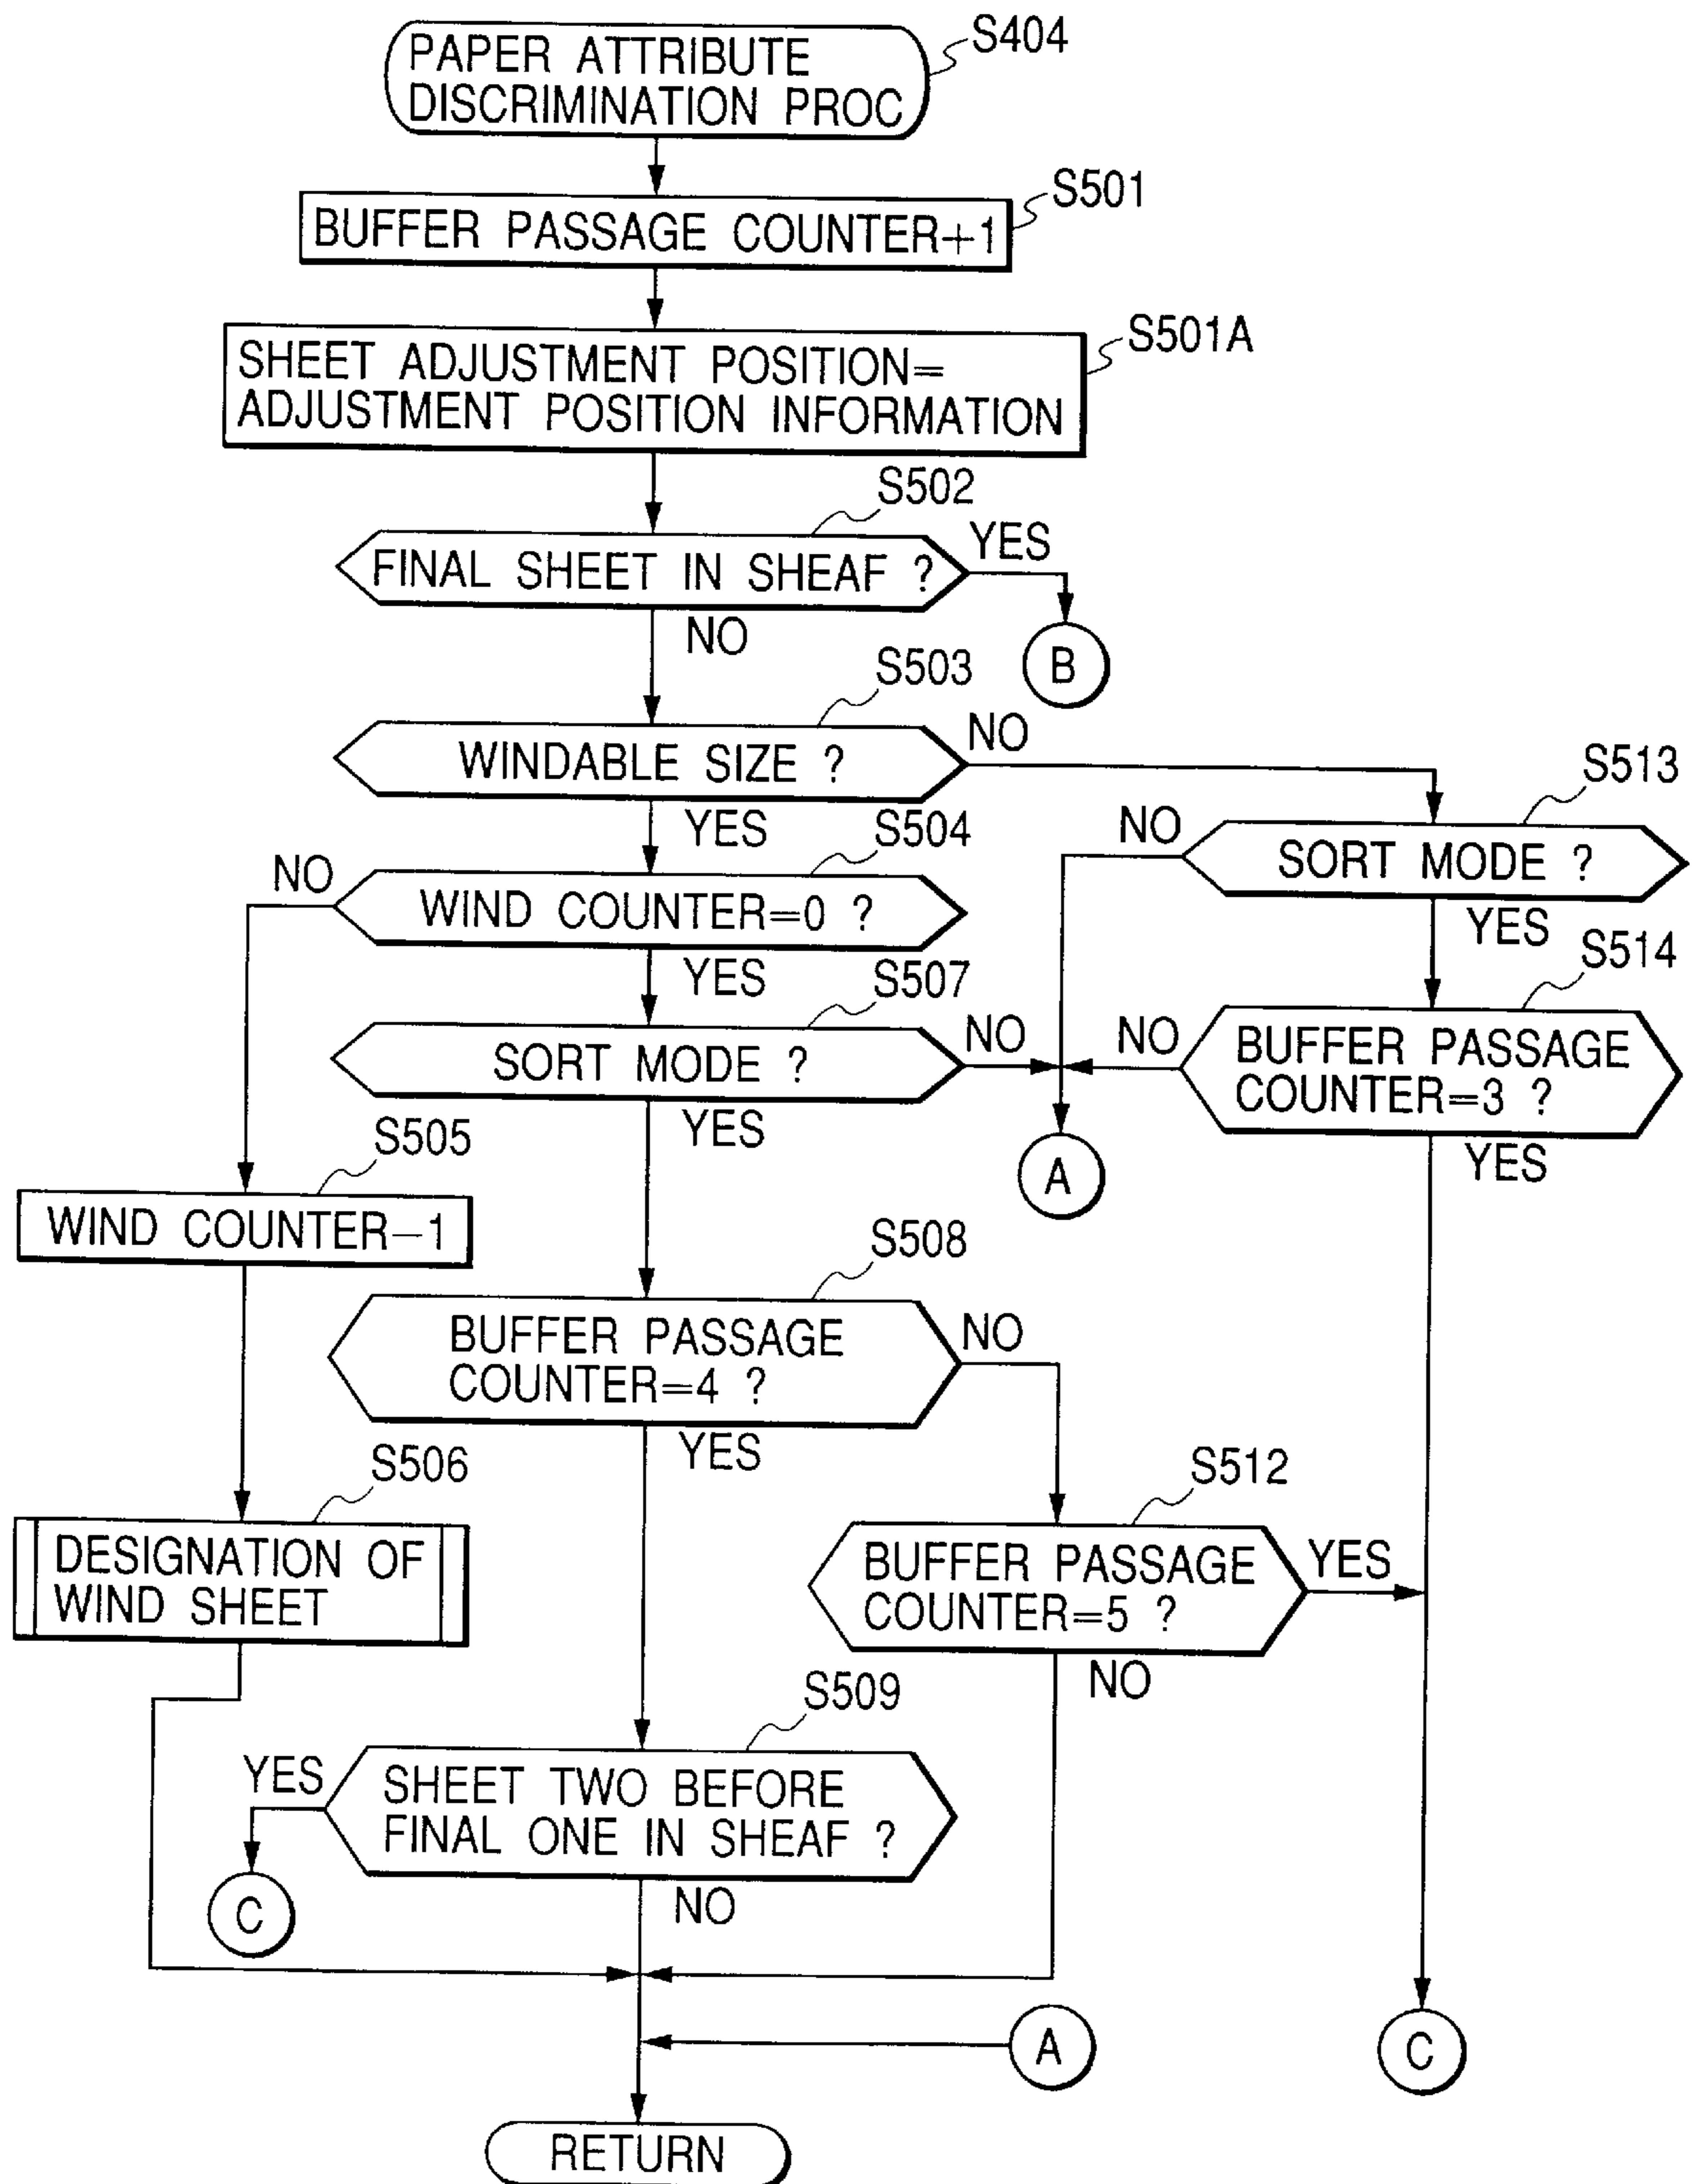 PAPER ATTRIBUTE
DISCRIMINATION PROC
S404
BUFFER PASSAGE COUNTER+1
S501
SHEET ADJUSTMENT POSITION=
ADJUSTMENT POSITION INFORMATION
S501A
S502
FINAL SHEET IN SHEAF ?
YES
NO
B
S503
WINDABLE SIZE ?
NO
YES
S513
SORT MODE ?
NO
YES
S504
WIND COUNTER=0 ?
NO
YES
S507
SORT MODE ?
NO
YES
S514
BUFFER PASSAGE
COUNTER=3 ?
NO
YES
A
S505
WIND COUNTER−1
S508
BUFFER PASSAGE
COUNTER=4 ?
NO
YES
S506
DESIGNATION OF
WIND SHEET
S512
BUFFER PASSAGE
COUNTER=5 ?
YES
NO
S509
SHEET TWO BEFORE
FINAL ONE IN SHEAF ?
YES
NO
C
A
C
RETURN